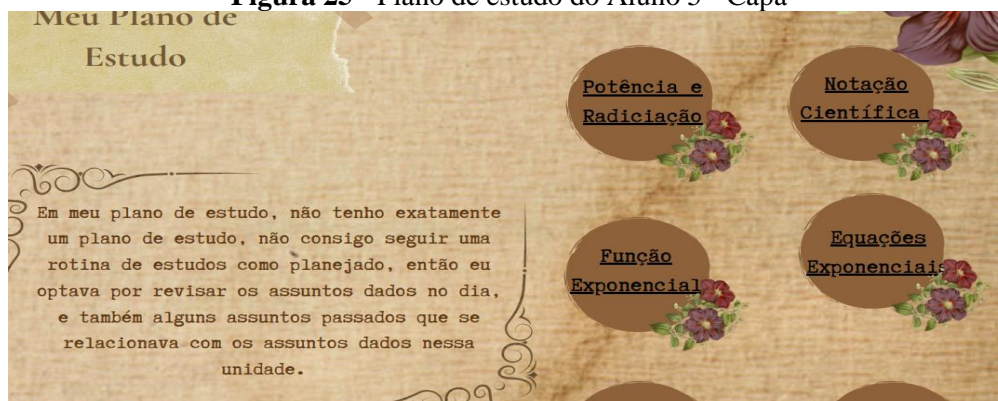 Figura 25 - Plano de estudo do Aluno 5 - Capa
Meu Plano de
Estudo
Potência e
Radiciação
Notação
Científica
Em meu plano de estudo, não tenho exatamente
um plano de estudo, não consigo seguir uma
rotina de estudos como planejado, então eu
optava por revisar os assuntos dados no dia,
e também alguns assuntos passados que se
relacionava com os assuntos dados nessa
unidade.
Função
Exponencial
Equações
Exponenciais